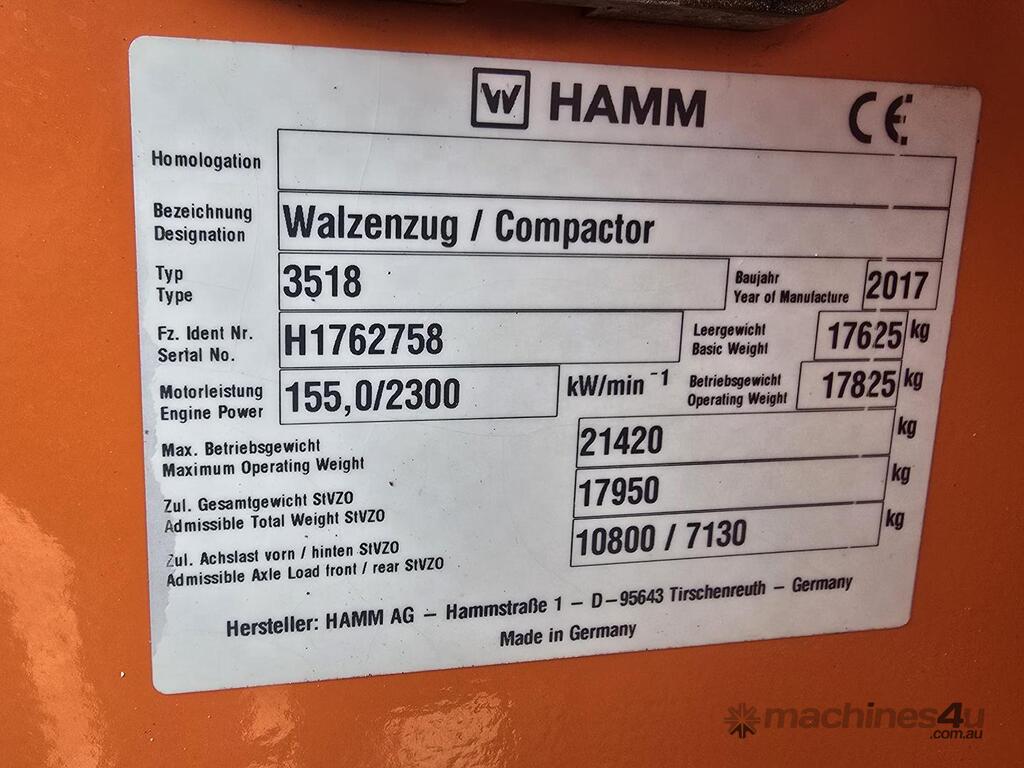 W HAMM CE
Homologation
Bezeichnung
Designation
Walzenzug / Compactor
Typ
Type
3518
Baujahr
Year of Manufacture
2017
Fz. Ident Nr.
Serial No.
H1762758
Leergewicht
Basic Weight
17625 kg
Motorleistung
Engine Power
155,0/2300 kW/min⁻¹
Betriebsgewicht
Operating Weight
17825 kg
Max. Betriebsgewicht
Maximum Operating Weight
21420 kg
Zul. Gesamtgewicht StVZO
Admissible Total Weight StVZO
17950 kg
Zul. Achslast vorn / hinten StVZO
Admissible Axle Load front / rear StVZO
10800 / 7130 kg
Hersteller: HAMM AG – Hammstraße 1 – D–95643 Tirschenreuth – Germany
Made in Germany
machines4u
.com.au